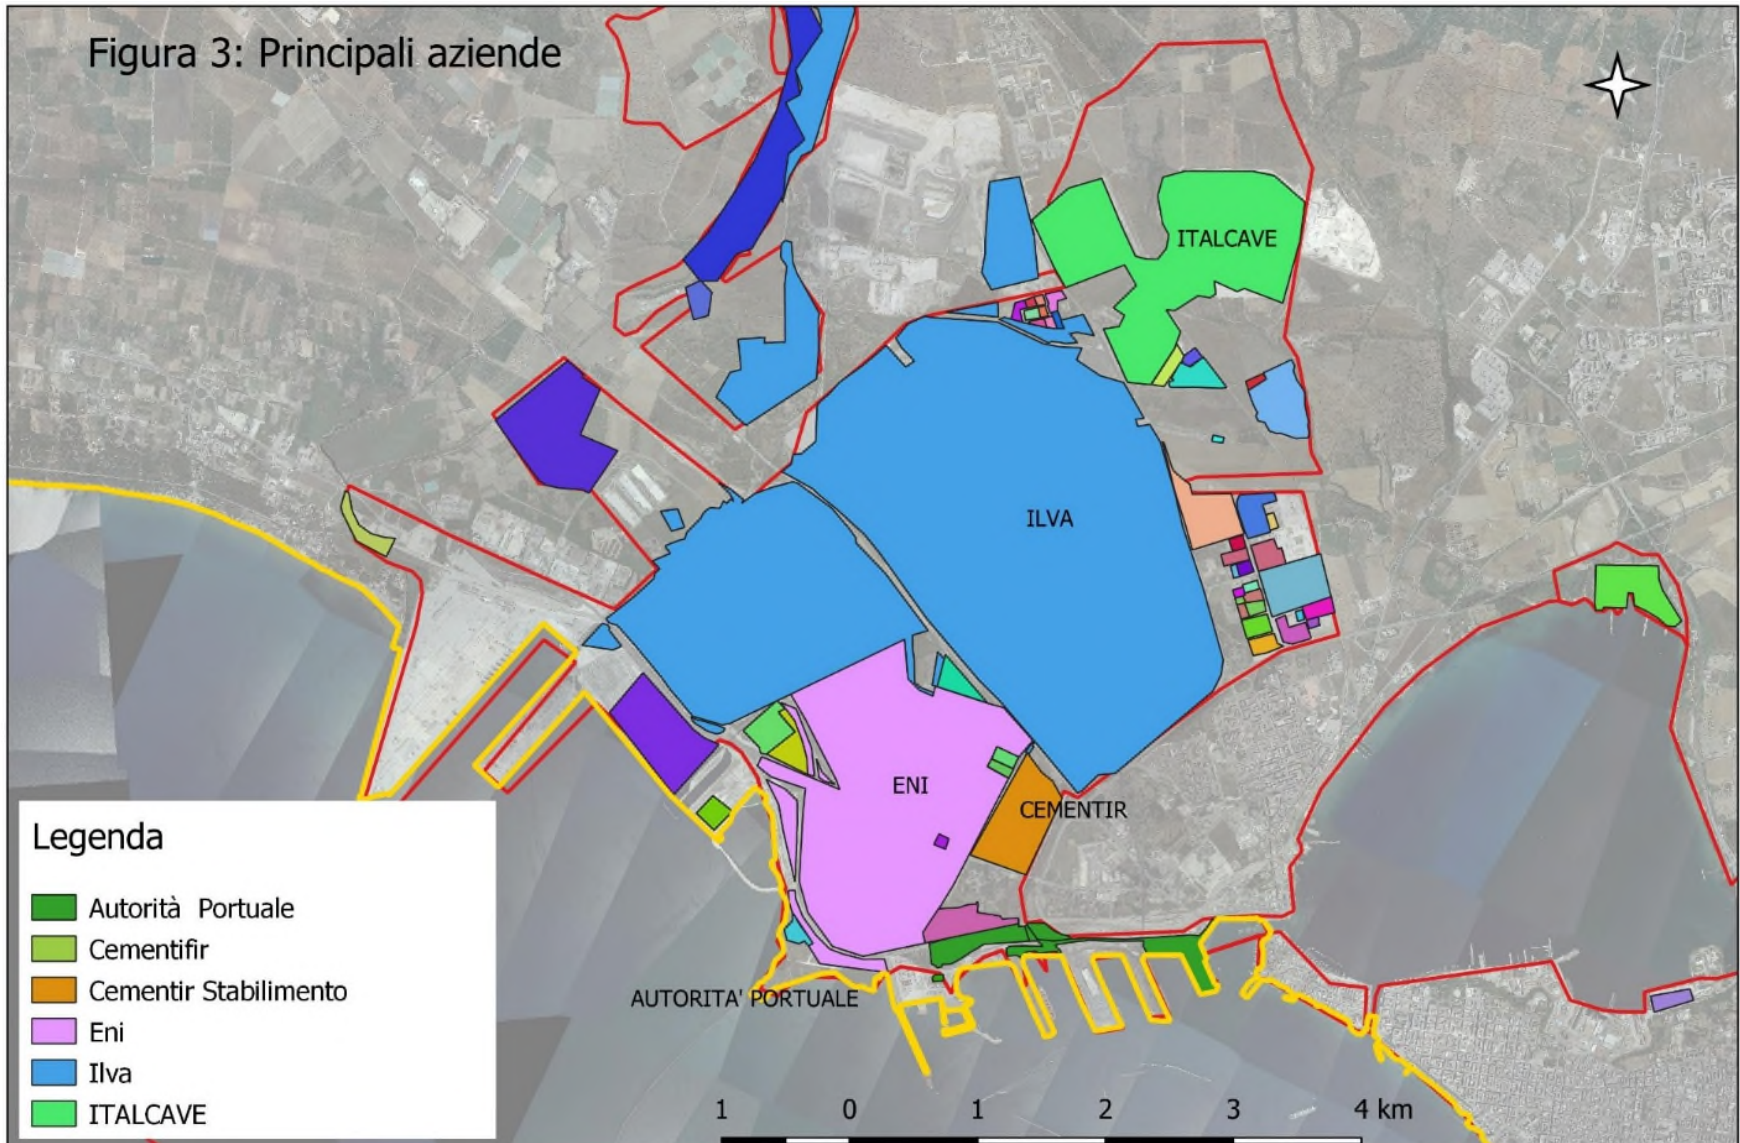 Figura 3: Principali aziende
ITALCAVE
ILVA
ENI
CEMENTIR
AUTORITA' PORTUALE
Legenda
Autorità Portuale
Cementifir
Cementir Stabilimento
Eni
Ilva
ITALCAVE
1 0 1 2 3 4 km